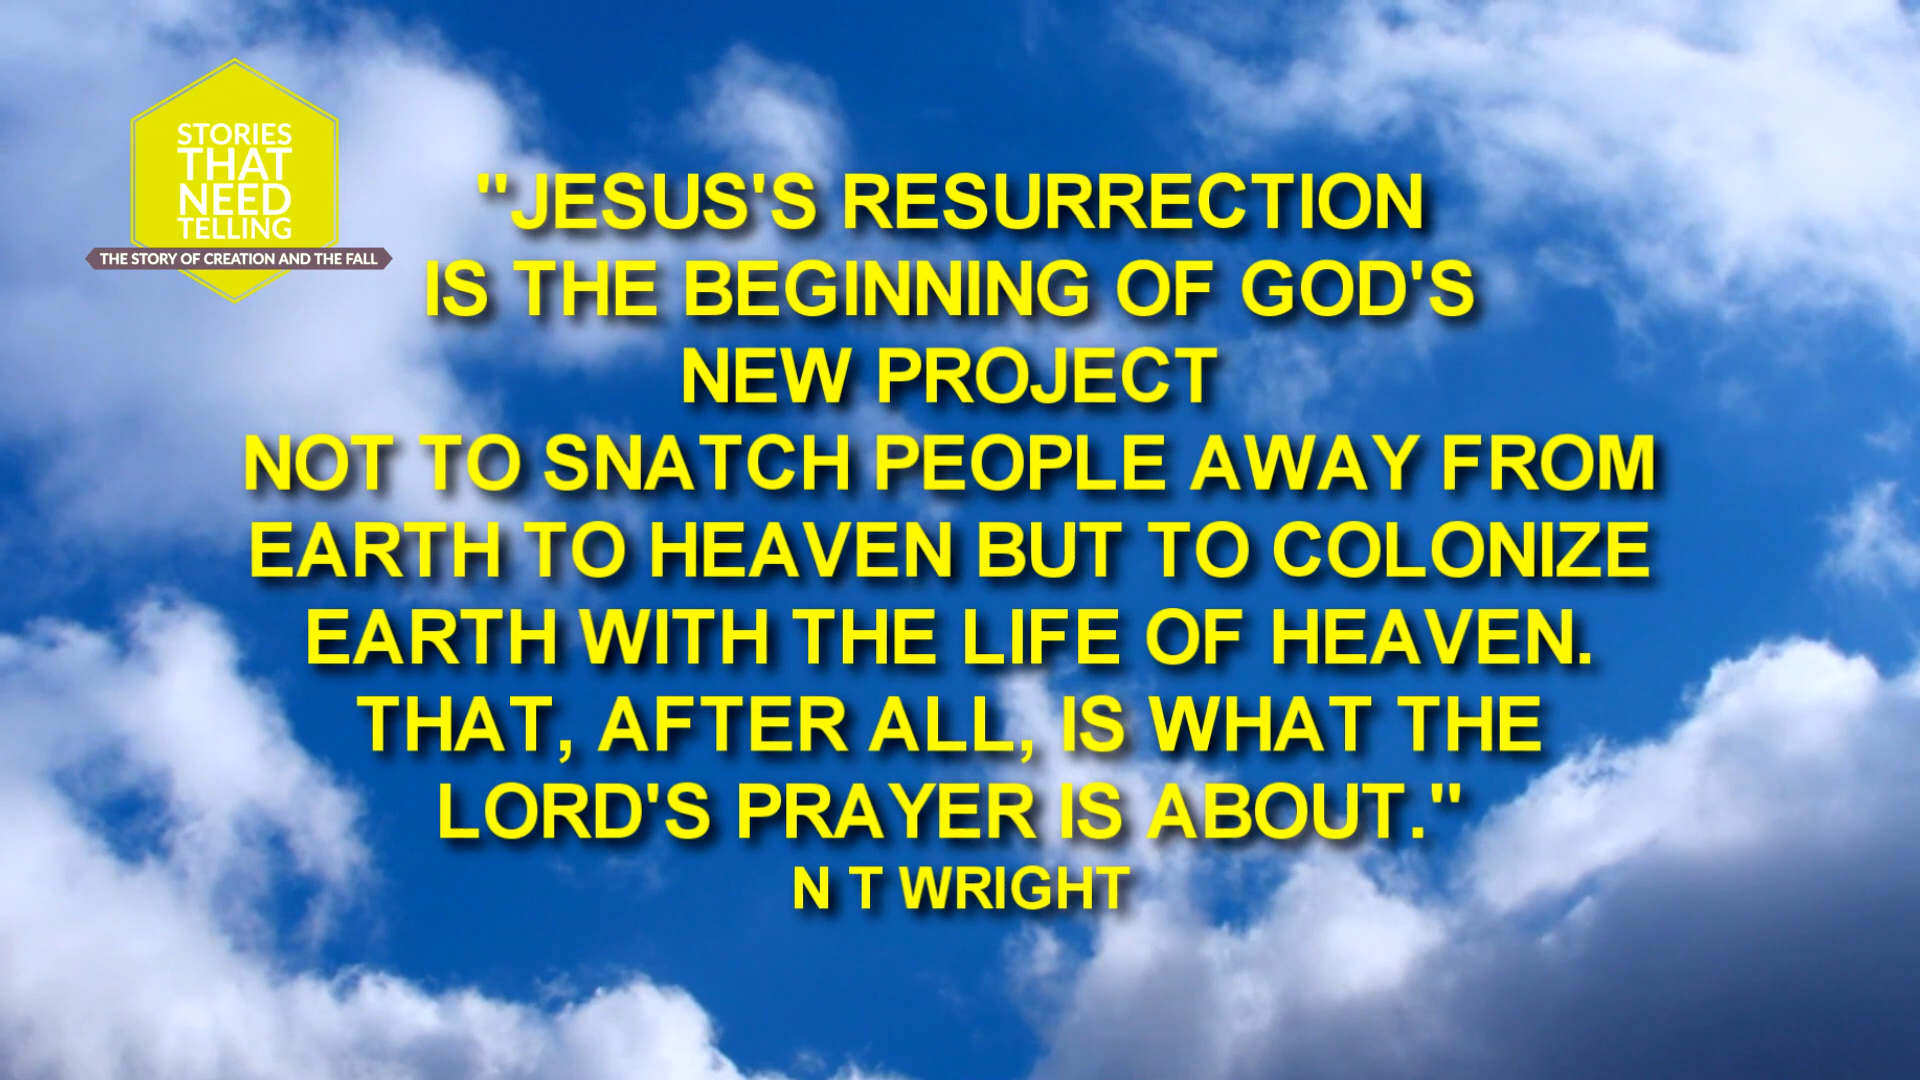 STORIES
THAT
NEED
TELLING
THE STORY OF CREATION AND THE FALL
"JESUS'S RESURRECTION
IS THE BEGINNING OF GOD'S
NEW PROJECT
NOT TO SNATCH PEOPLE AWAY FROM
EARTH TO HEAVEN BUT TO COLONIZE
EARTH WITH THE LIFE OF HEAVEN.
THAT, AFTER ALL, IS WHAT THE
LORD'S PRAYER IS ABOUT."
N T WRIGHT